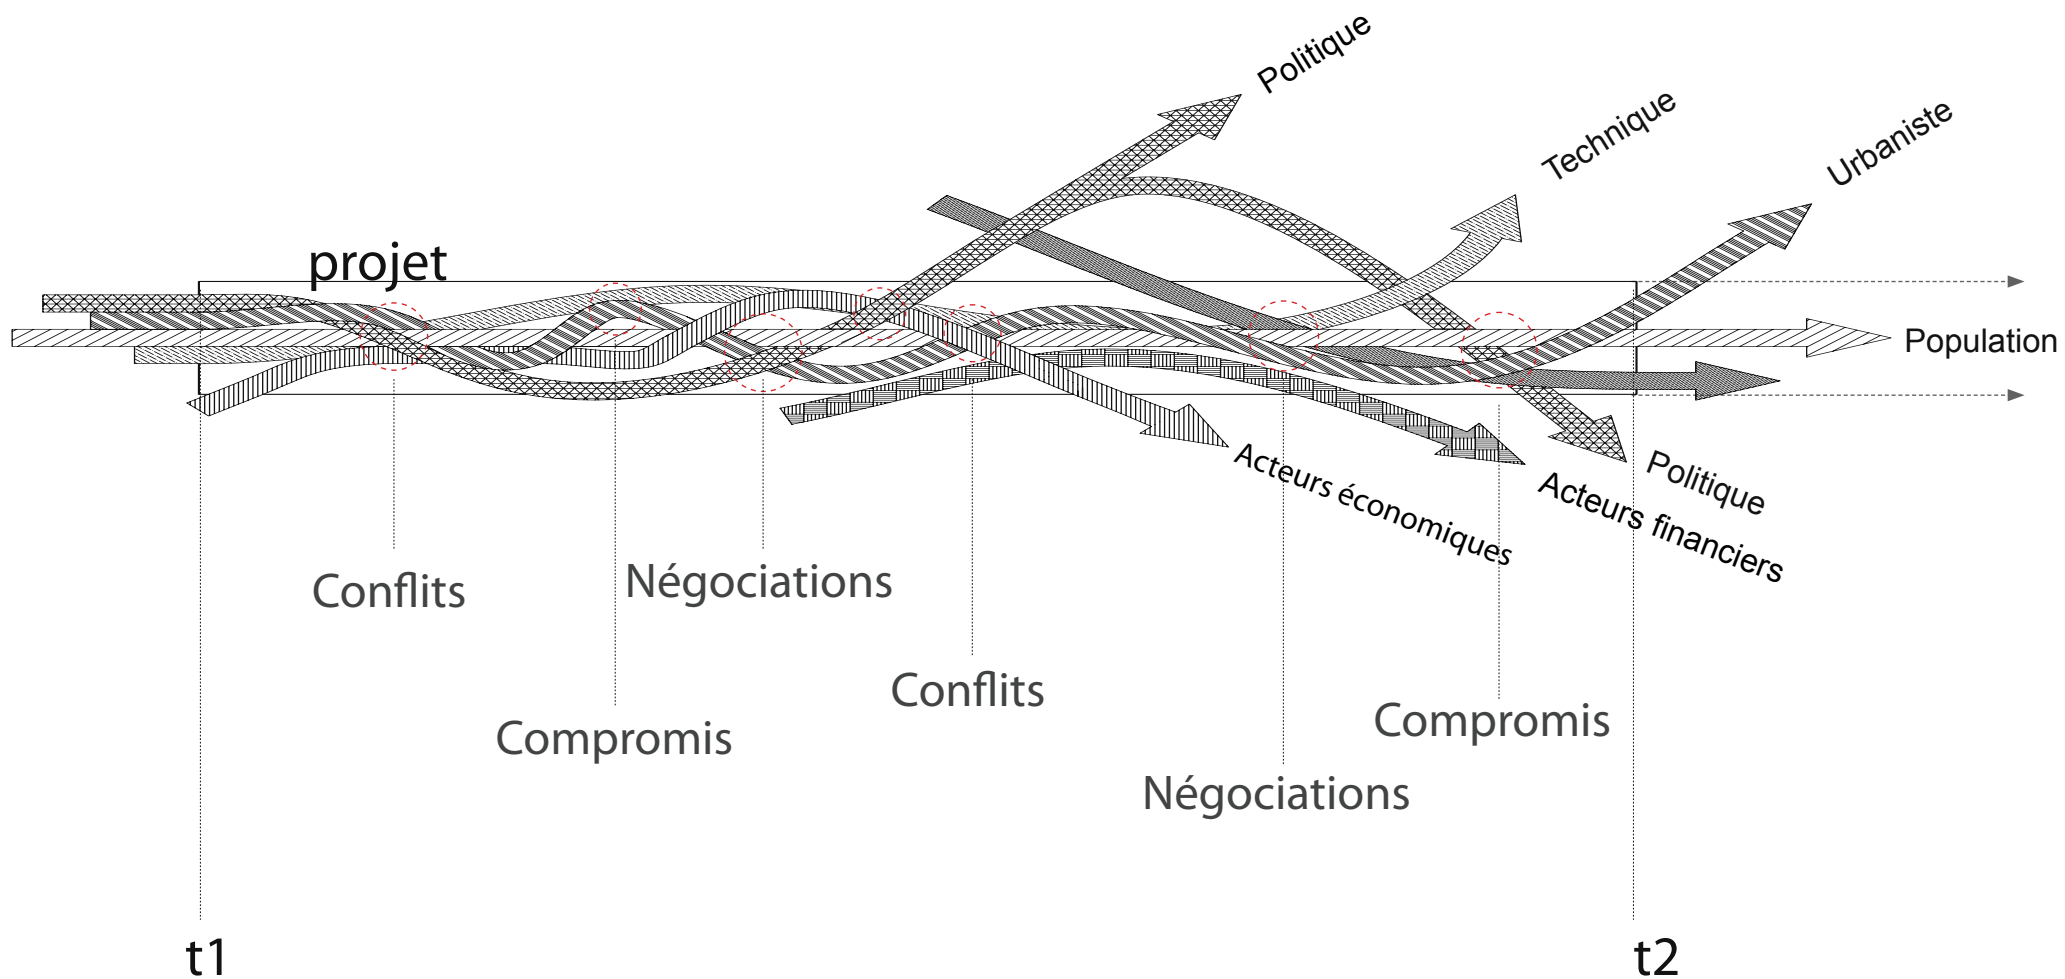 Politique
Technique
Urbaniste
projet
Population
Acteurs économiques
Acteurs financiers
Politique
Conflits
Négociations
Compromis
Conflits
Compromis
Négociations
t1
t2